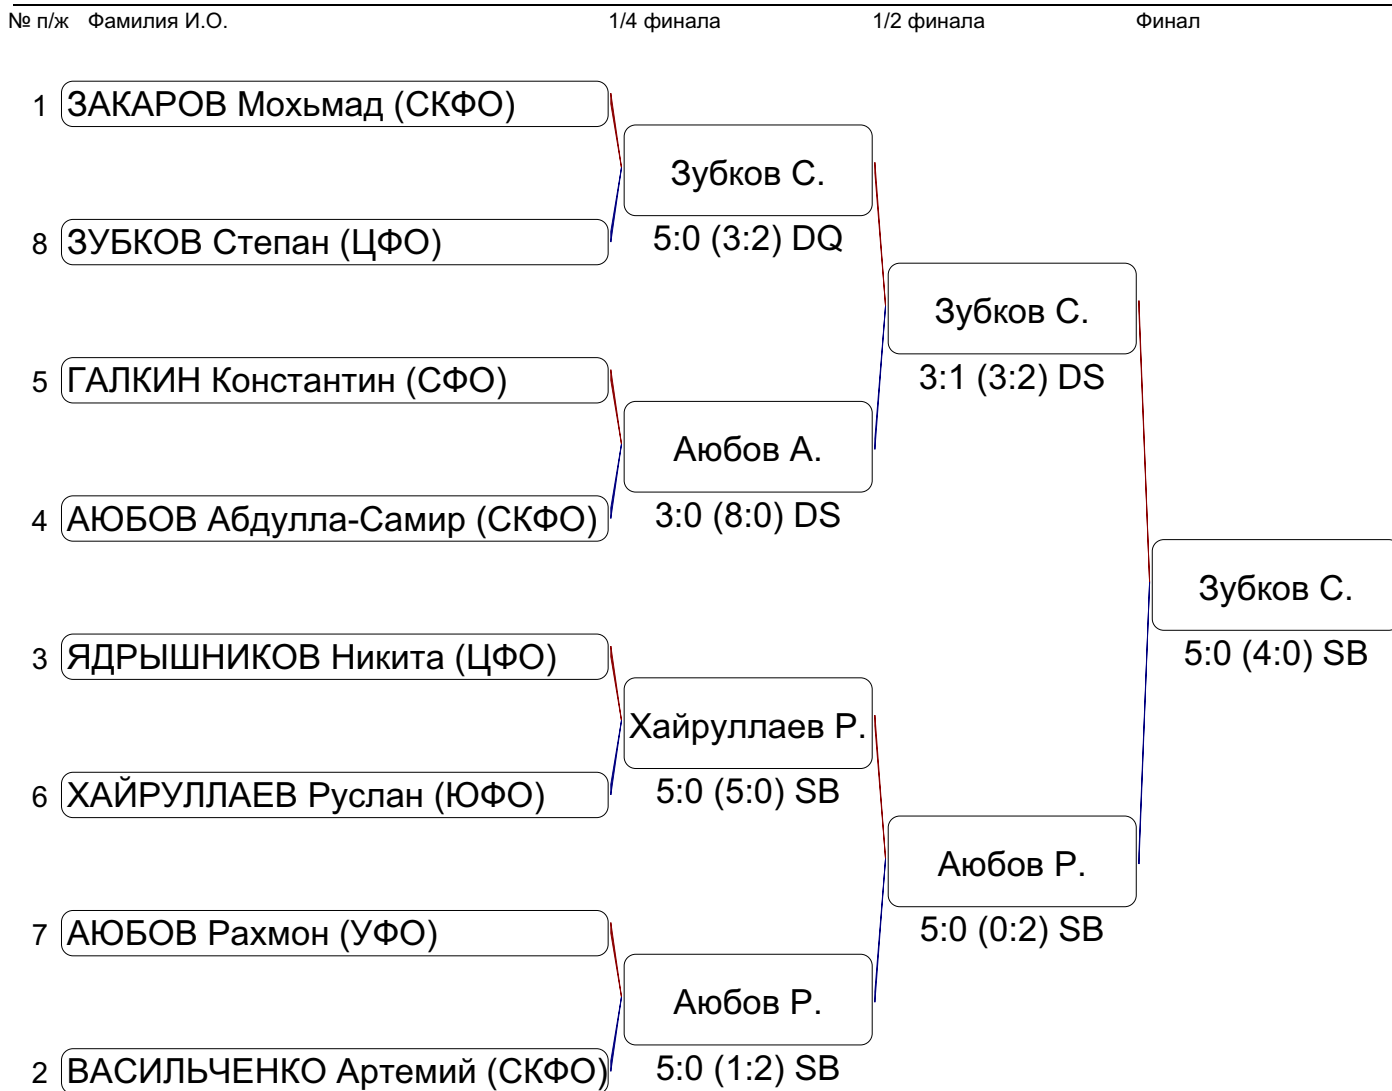 № п/ж Фамилия И.О. 1/4 финала 1/2 финала Финал
1 ЗАКАРОВ Мохьмад (СКФО)
Зубков С.
8 ЗУБКОВ Степан (ЦФО)
5:0 (3:2) DQ
Зубков С.
5 ГАЛКИН Константин (СФО)
3:1 (3:2) DS
Аюбов А.
4 АЮБОВ Абдулла-Самир (СКФО)
3:0 (8:0) DS
Зубков С.
3 ЯДРЫШНИКОВ Никита (ЦФО)
5:0 (4:0) SB
Хайруллаев Р.
6 ХАЙРУЛЛАЕВ Руслан (ЮФО)
5:0 (5:0) SB
Аюбов Р.
7 АЮБОВ Рахмон (УФО)
5:0 (0:2) SB
Аюбов Р.
2 ВАСИЛЬЧЕНКО Артемий (СКФО)
5:0 (1:2) SB